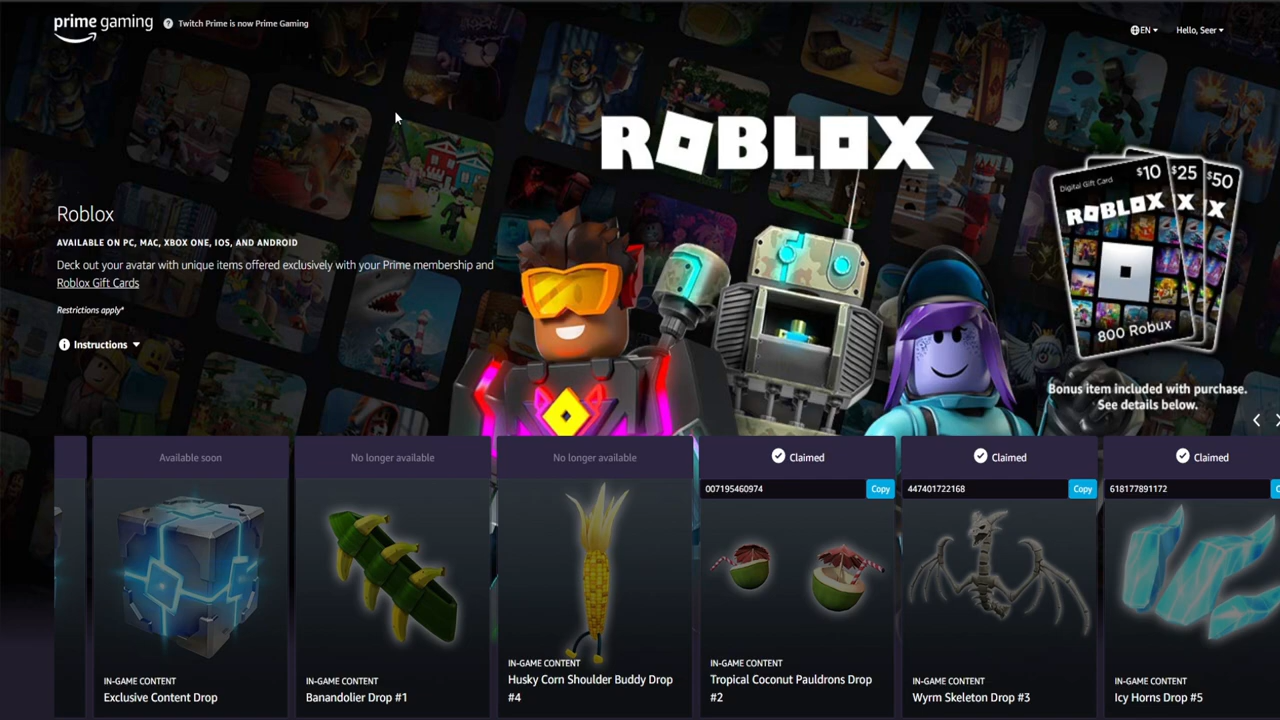 prime gaming
Twitch Prime is now Prime Gaming
EN
Hello, Seer
ROBLOX
Digital Gift Card
$10
$25
$50
ROBLOX
X
X
800 Robux
Roblox
AVAILABLE ON PC, MAC, XBOX ONE, IOS, AND ANDROID
Deck out your avatar with unique items offered exclusively with your Prime membership and
Roblox Gift Cards
Restrictions apply*
Instructions
Bonus item included with purchase.
See details below.
Available soon
IN-GAME CONTENT
Exclusive Content Drop
No longer available
IN-GAME CONTENT
Banandolier Drop #1
No longer available
IN-GAME CONTENT
Husky Corn Shoulder Buddy Drop
#4
Claimed
007195460974
Copy
IN-GAME CONTENT
Tropical Coconut Pauldrons Drop
#2
Claimed
447401722168
Copy
IN-GAME CONTENT
Wyrm Skeleton Drop #3
Claimed
618177891172
IN-GAME CONTENT
Icy Horns Drop #5